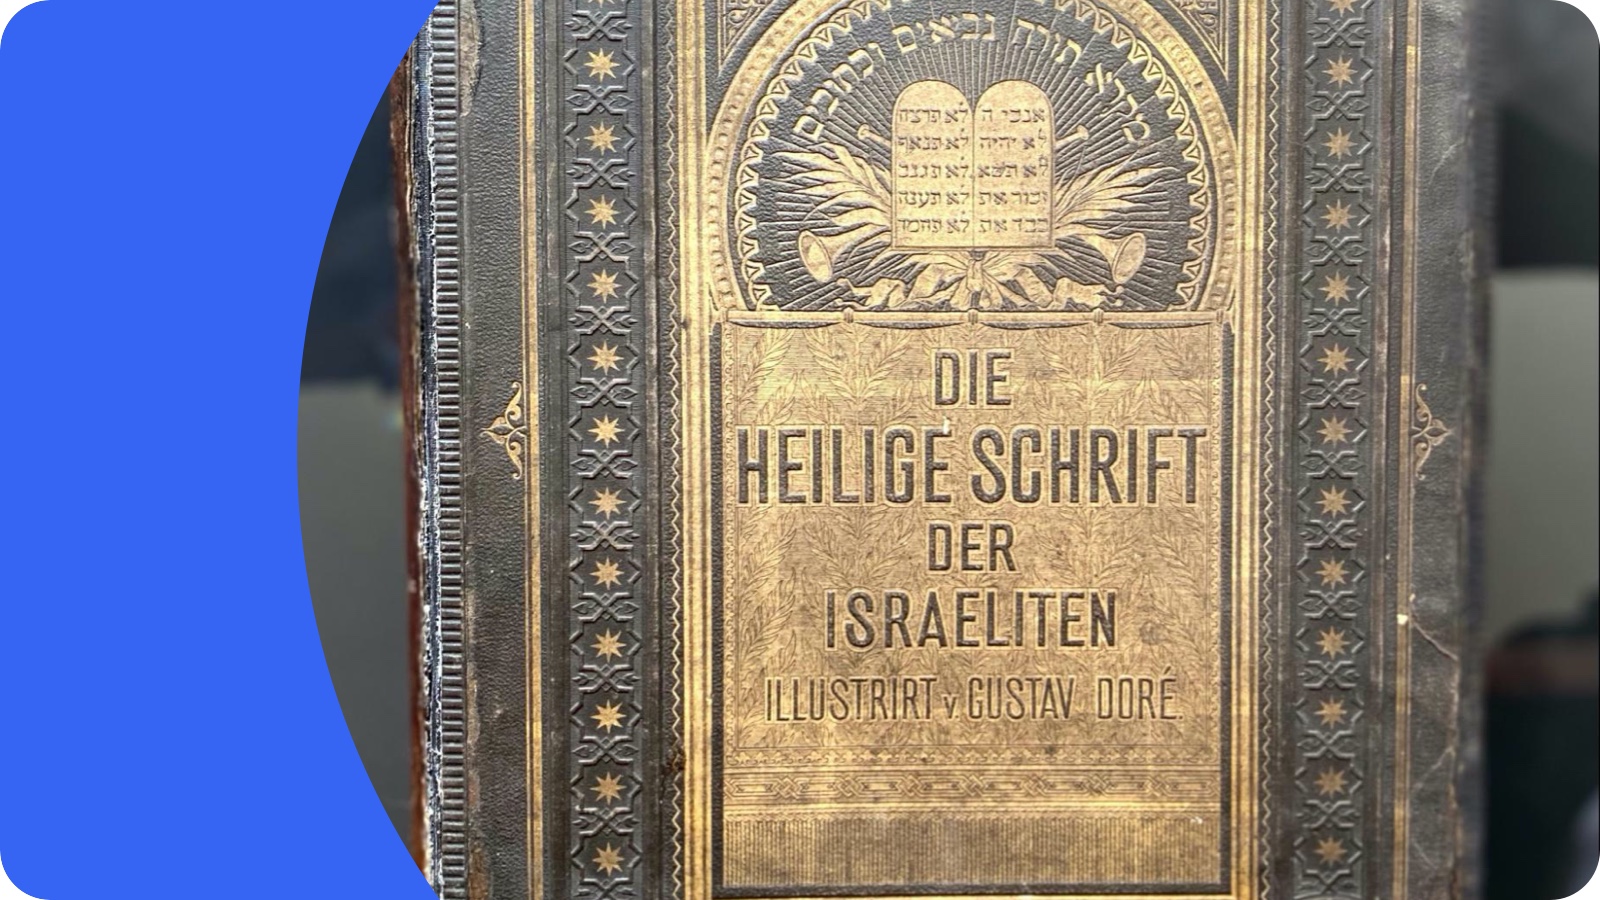 מקרא תורה נביאים וכתובים
אנכי ה לא תרצח
לא יהיה לא תנאף
לא תשא לא תגנב
זכור את לא תענה
כבד את לא תחמד
DIE
HEILIGE SCHRIFT
DER
ISRAELITEN
ILLUSTRIRT v. GUSTAV DORÉ.